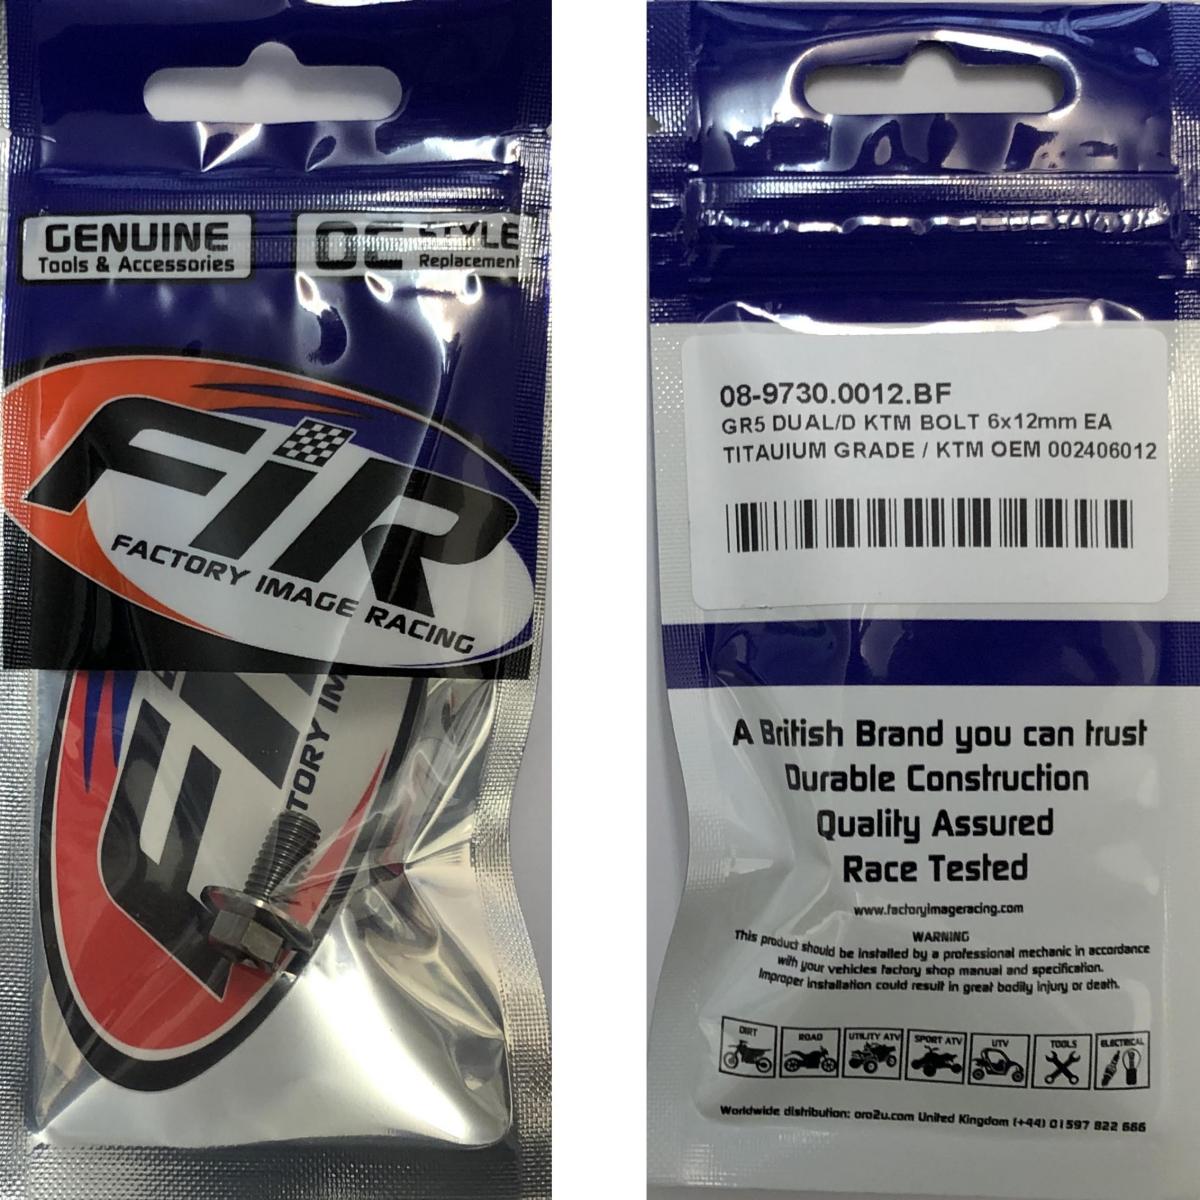 GENUINE
Tools & Accessories
OE STYLE
Replacement
FIR
FACTORY IMAGE RACING
TORY IM
08-9730.0012.BF
GR5 DUAL/D KTM BOLT 6x12mm EA
TITAUIUM GRADE / KTM OEM 002406012
A British Brand you can trust
Durable Construction
Quality Assured
Race Tested
www.factoryimageracing.com
WARNING
This product should be installed by a professional mechanic in accordance
with your vehicles factory shop manual and specification.
Improper installation could result in great bodily injury or death.
DIRT ROAD UTILITY ATV SPORT ATV UTV TOOLS ELECTRICAL
Worldwide distribution: oro2u.com United Kingdom (+44) 01597 822 666